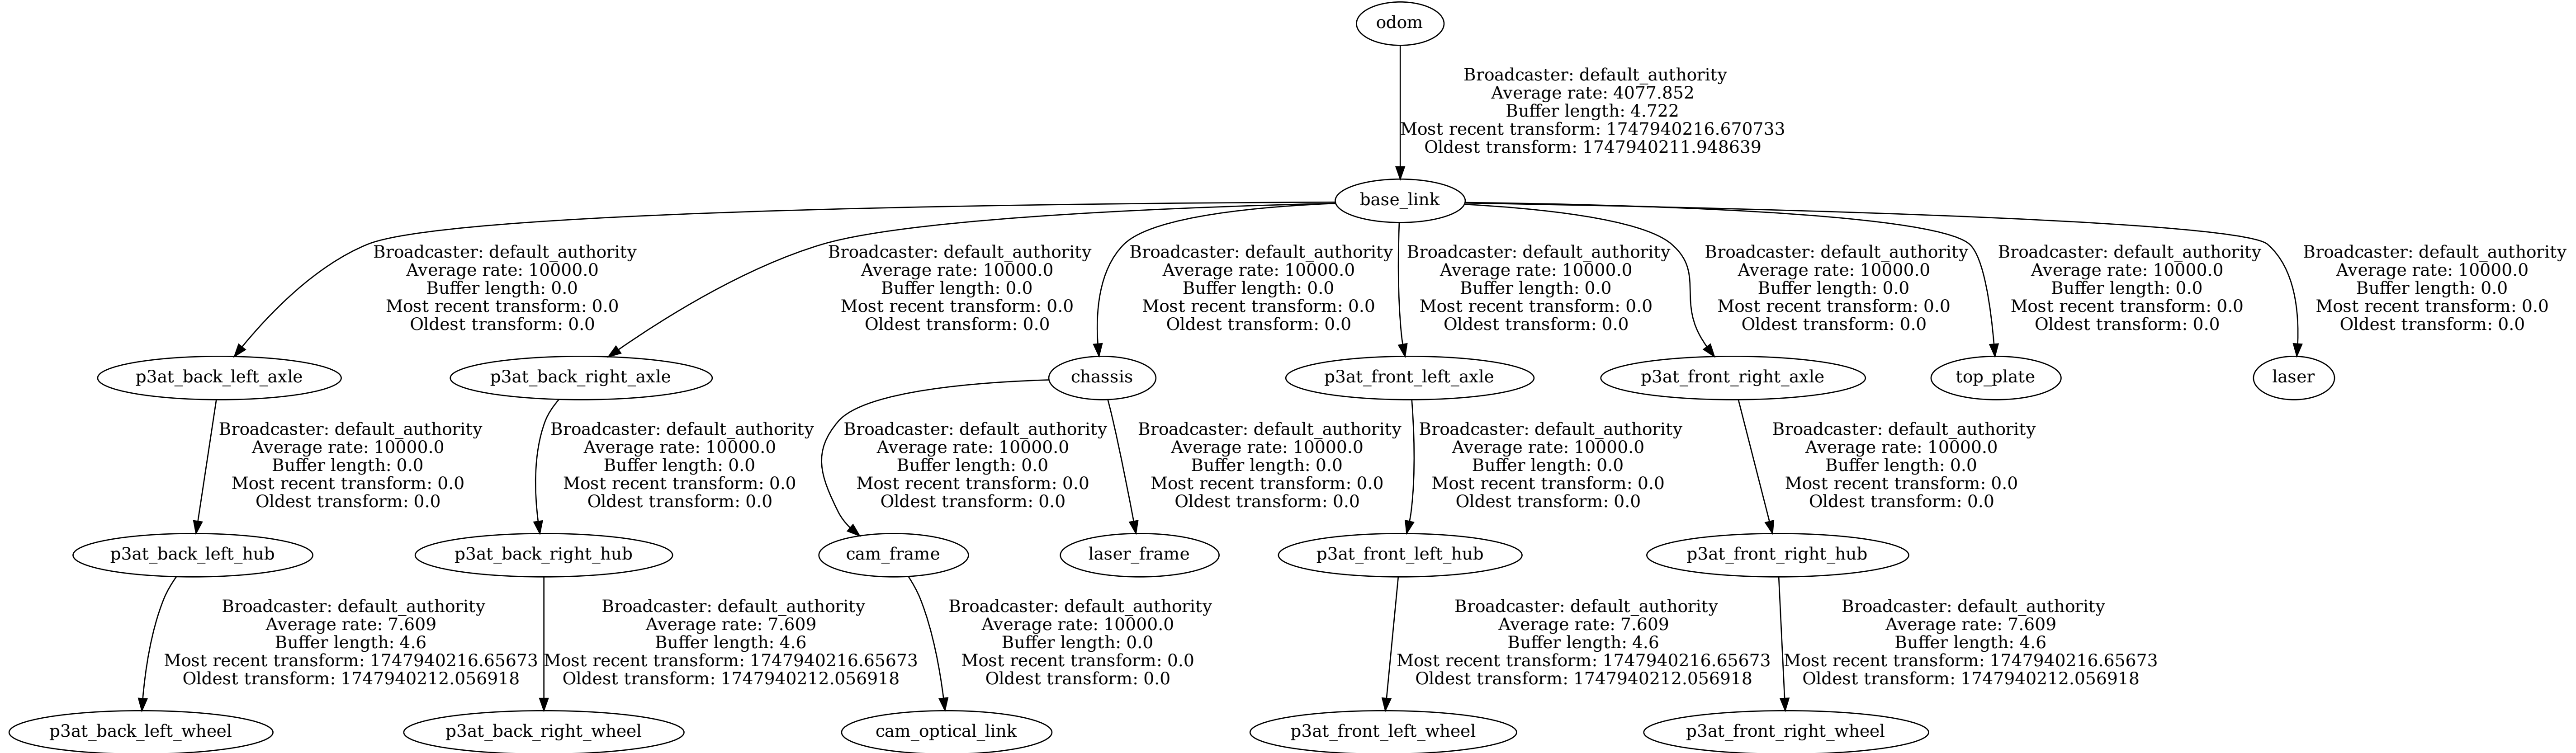 odom
Broadcaster: default_authority
Average rate: 4077.852
Buffer length: 4.722
Most recent transform: 1747940216.670733
Oldest transform: 1747940211.948639
base_link
Broadcaster: default_authority
Average rate: 10000.0
Buffer length: 0.0
Most recent transform: 0.0
Oldest transform: 0.0
Broadcaster: default_authority
Average rate: 10000.0
Buffer length: 0.0
Most recent transform: 0.0
Oldest transform: 0.0
Broadcaster: default_authority
Average rate: 10000.0
Buffer length: 0.0
Most recent transform: 0.0
Oldest transform: 0.0
Broadcaster: default_authority
Average rate: 10000.0
Buffer length: 0.0
Most recent transform: 0.0
Oldest transform: 0.0
Broadcaster: default_authority
Average rate: 10000.0
Buffer length: 0.0
Most recent transform: 0.0
Oldest transform: 0.0
Broadcaster: default_authority
Average rate: 10000.0
Buffer length: 0.0
Most recent transform: 0.0
Oldest transform: 0.0
Broadcaster: default_authority
Average rate: 10000.0
Buffer length: 0.0
Most recent transform: 0.0
Oldest transform: 0.0
p3at_back_left_axle
p3at_back_right_axle
chassis
p3at_front_left_axle
p3at_front_right_axle
top_plate
laser
Broadcaster: default_authority
Average rate: 10000.0
Buffer length: 0.0
Most recent transform: 0.0
Oldest transform: 0.0
Broadcaster: default_authority
Average rate: 10000.0
Buffer length: 0.0
Most recent transform: 0.0
Oldest transform: 0.0
Broadcaster: default_authority
Average rate: 10000.0
Buffer length: 0.0
Most recent transform: 0.0
Oldest transform: 0.0
Broadcaster: default_authority
Average rate: 10000.0
Buffer length: 0.0
Most recent transform: 0.0
Oldest transform: 0.0
Broadcaster: default_authority
Average rate: 10000.0
Buffer length: 0.0
Most recent transform: 0.0
Oldest transform: 0.0
Broadcaster: default_authority
Average rate: 10000.0
Buffer length: 0.0
Most recent transform: 0.0
Oldest transform: 0.0
p3at_back_left_hub
p3at_back_right_hub
cam_frame
laser_frame
p3at_front_left_hub
p3at_front_right_hub
Broadcaster: default_authority
Average rate: 7.609
Buffer length: 4.6
Most recent transform: 1747940216.65673
Oldest transform: 1747940212.056918
Broadcaster: default_authority
Average rate: 7.609
Buffer length: 4.6
Most recent transform: 1747940216.65673
Oldest transform: 1747940212.056918
Broadcaster: default_authority
Average rate: 10000.0
Buffer length: 0.0
Most recent transform: 0.0
Oldest transform: 0.0
Broadcaster: default_authority
Average rate: 7.609
Buffer length: 4.6
Most recent transform: 1747940216.65673
Oldest transform: 1747940212.056918
Broadcaster: default_authority
Average rate: 7.609
Buffer length: 4.6
Most recent transform: 1747940216.65673
Oldest transform: 1747940212.056918
p3at_back_left_wheel
p3at_back_right_wheel
cam_optical_link
p3at_front_left_wheel
p3at_front_right_wheel